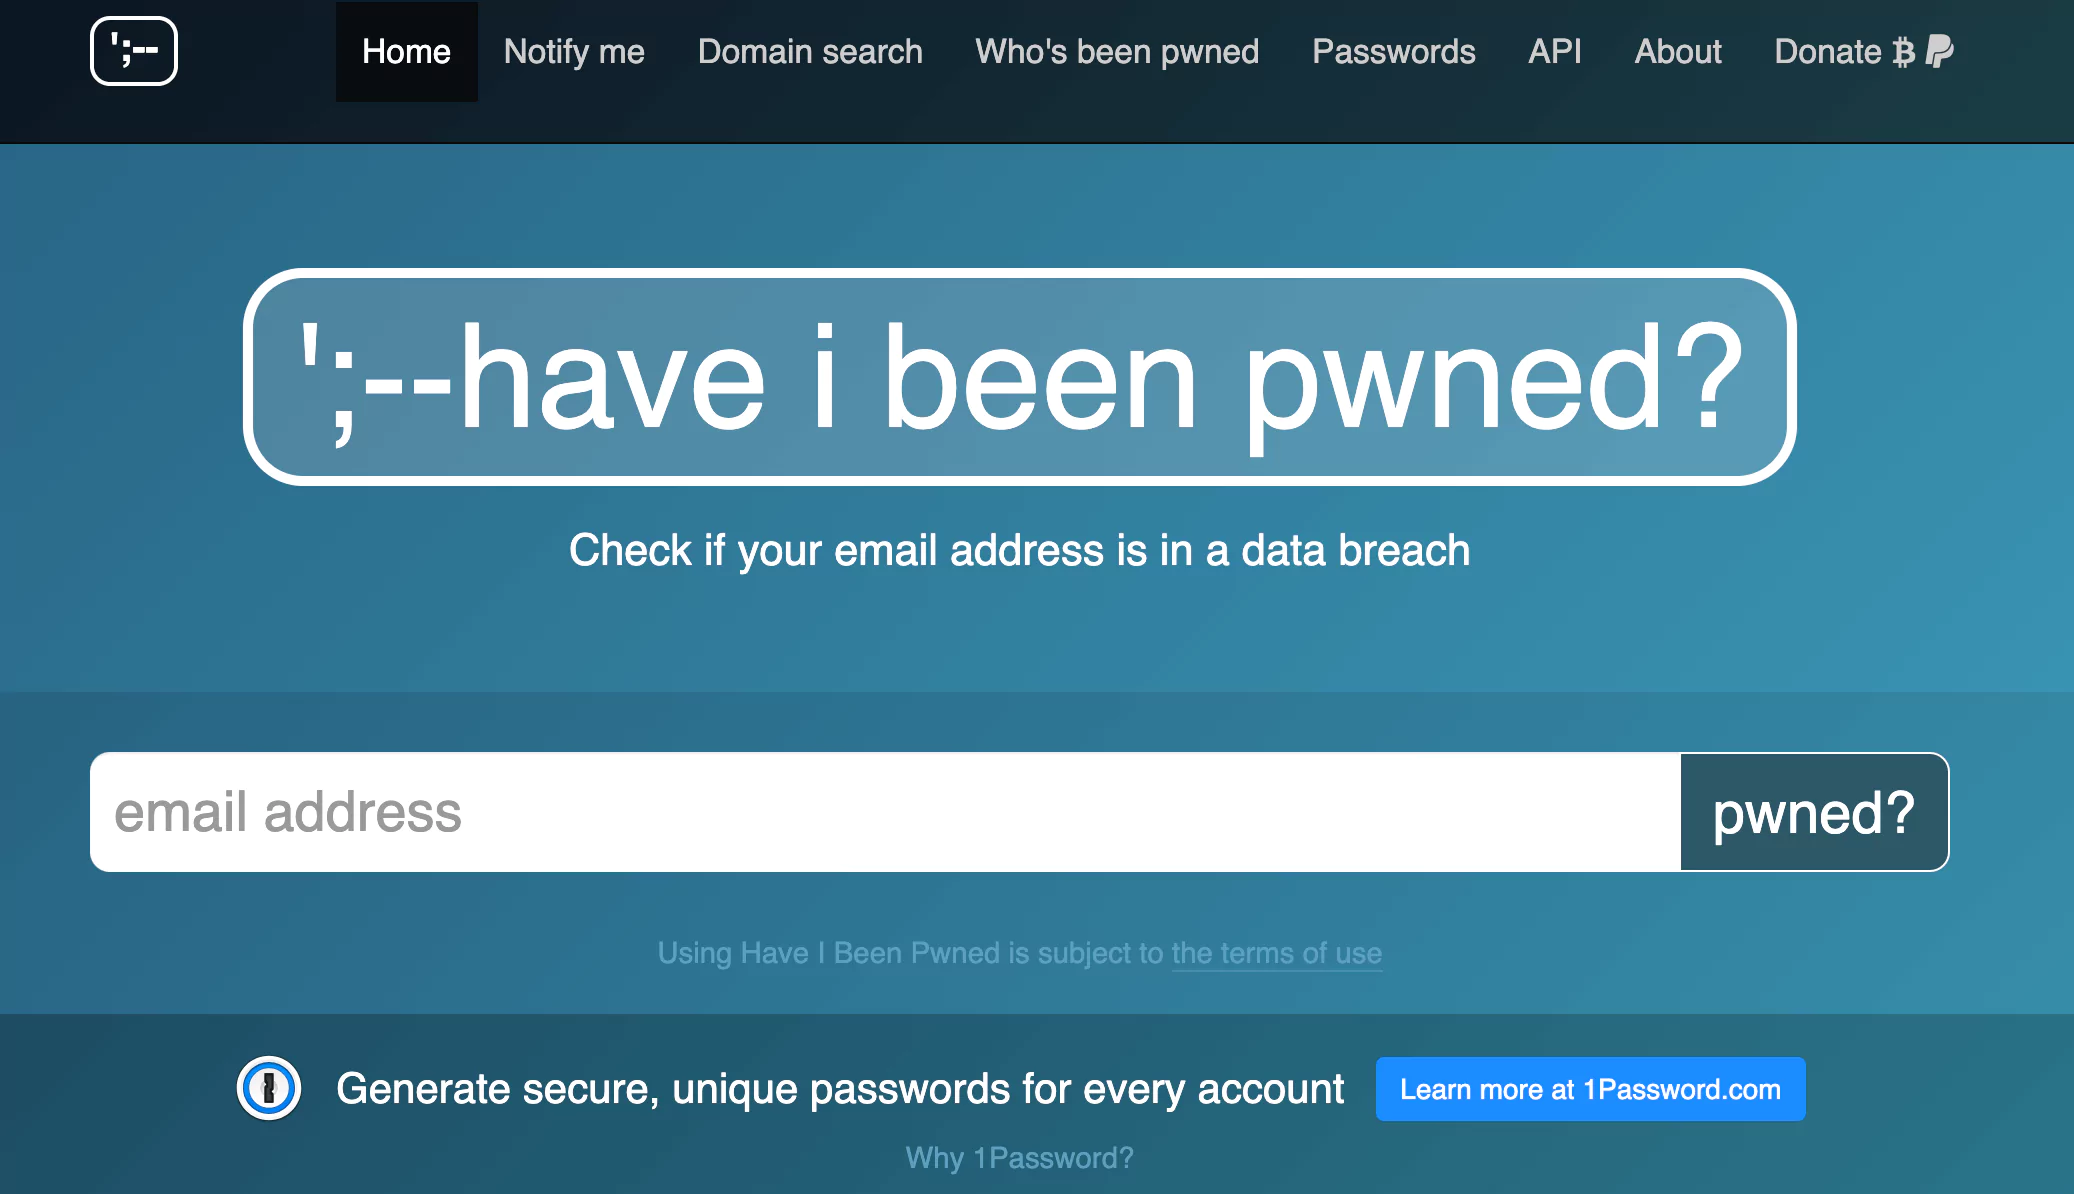 ';--
Home Notify me Domain search Who's been pwned Passwords API About Donate
';--have i been pwned?
Check if your email address is in a data breach
email address pwned?
Using Have I Been Pwned is subject to the terms of use
Generate secure, unique passwords for every account Learn more at 1Password.com
Why 1Password?